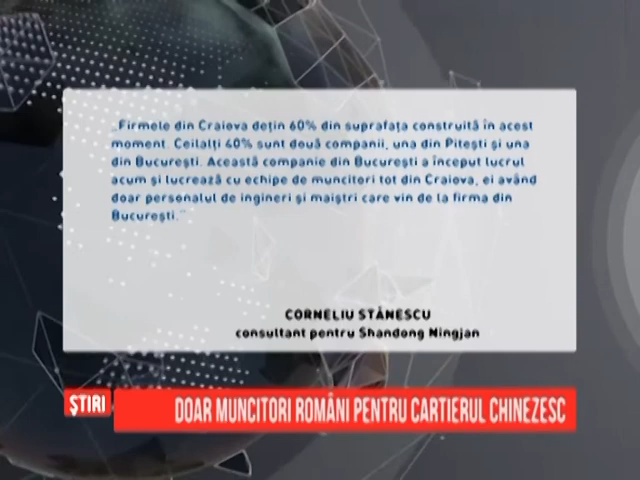 „Firmele din Craiova dețin 60% din suprafața construită în acest
moment. Ceilalți 40% sunt două companii, una din Pitești și una
din București. Această companie din București a început lucrul
acum și lucrează cu echipe de muncitori tot din Craiova, ei având
doar personalul de ingineri și maiștri care vin de la firma din
București.”
CORNELIU STĂNESCU
consultant pentru Shandong Ningjan
ȘTIRI
DOAR MUNCITORI ROMÂNI PENTRU CARTIERUL CHINEZESC